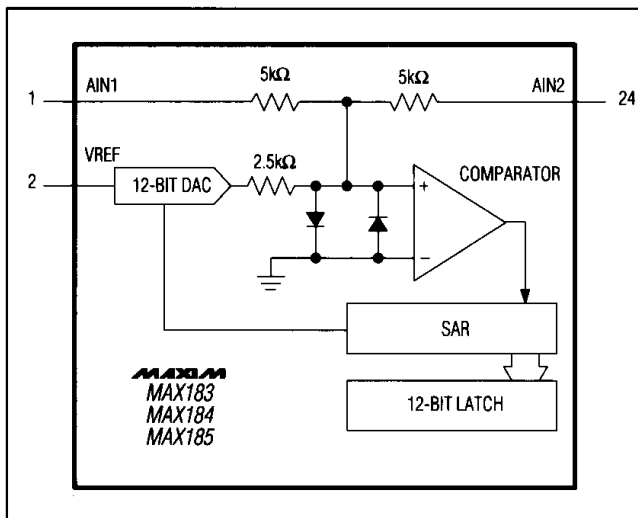 5kΩ 5kΩ
1 AIN1 AIN2 24
VREF
2 12-BIT DAC 2.5kΩ COMPARATOR
+
−
SAR
MAXIM
MAX183
MAX184
MAX185
12-BIT LATCH